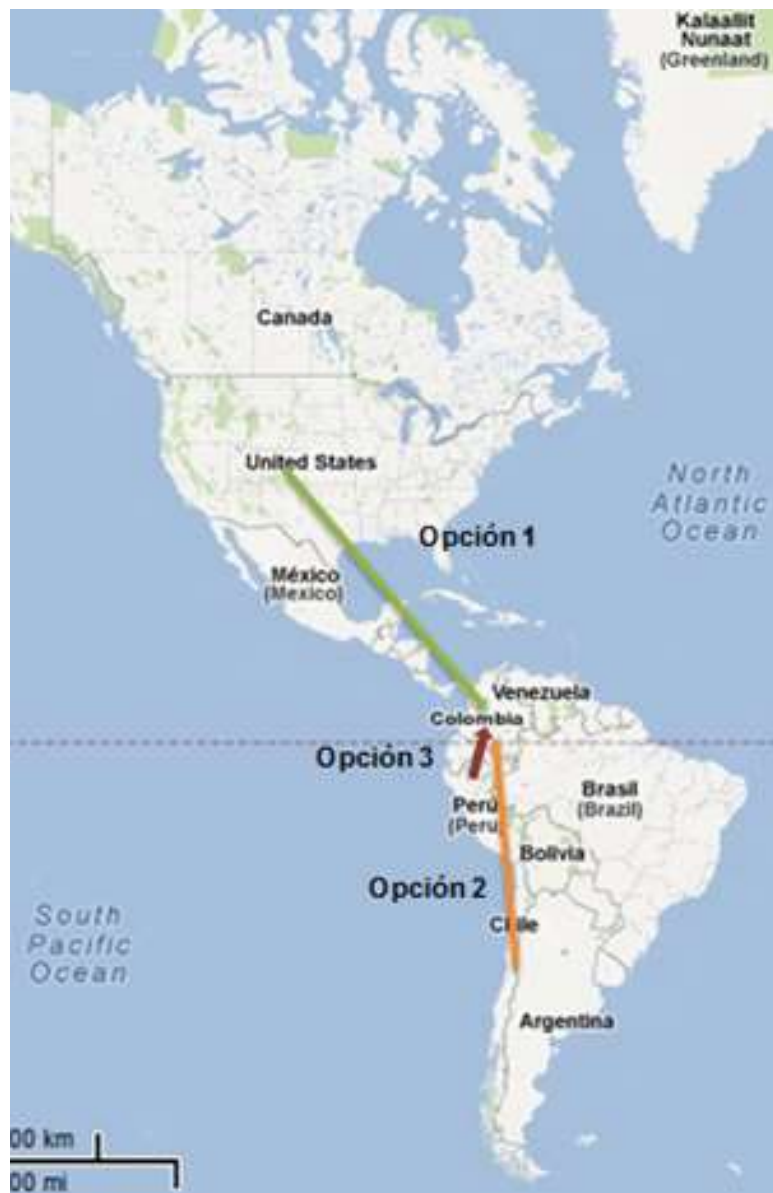 Kalaallit
Nunaat
(Greenland)
Canada
United States
North
Atlantic
Ocean
Opción 1
México
(Mexico)
Venezuela
Colombia
Opción 3
Brasil
(Brazil)
Perú
(Peru
Bolivia
Opción 2
South
Pacific
Ocean
Chile
Argentina
00 km
00 mi